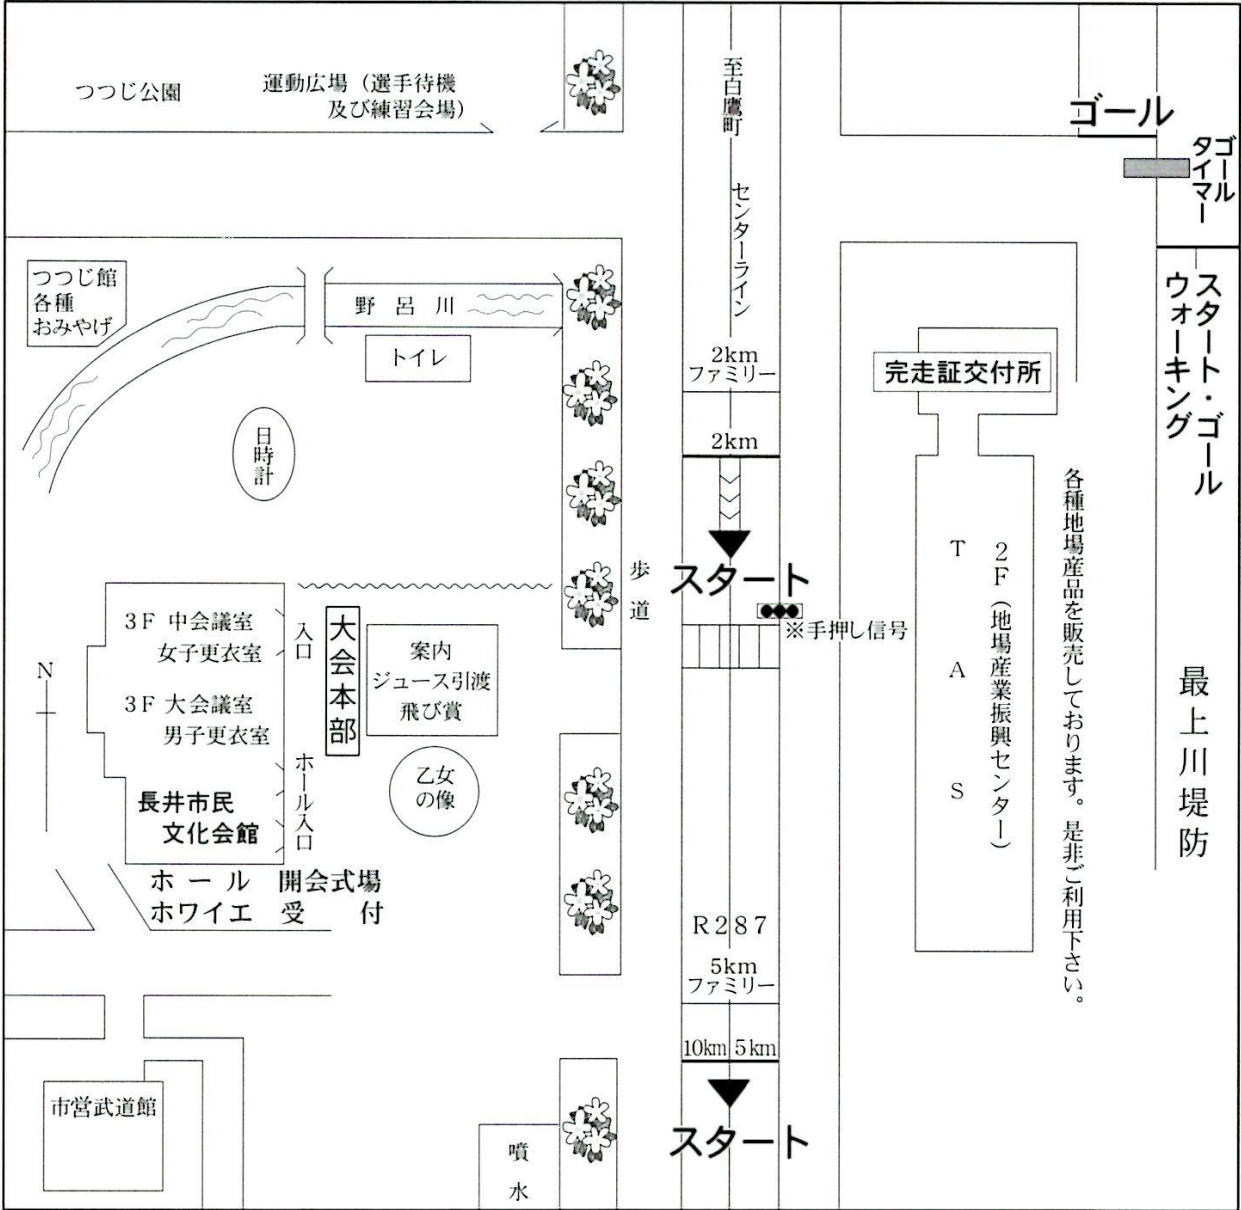 つつじ公園
運動広場（選手待機
及び練習会場）
至白鷹町
センターライン
ゴール
ゴール
タイマー
スタート・ゴール
ウォーキング
つつじ館
各種
おみやげ
野呂川
トイレ
日時計
2km
ファミリー
2km
スタート
※手押し信号
歩道
完走証交付所
2F（地場産業振興センター）
TAS
各種地場産品を販売しております。是非ご利用下さい。
最上川堤防
N
3F 中会議室
女子更衣室
3F 大会議室
男子更衣室
長井市民
文化会館
入口
ホール入口
大会本部
案内
ジュース引渡
飛び賞
乙女
の像
ホール 開会式場
ホワイエ 受付
R287
5km
ファミリー
10km 5km
スタート
市営武道館
噴水